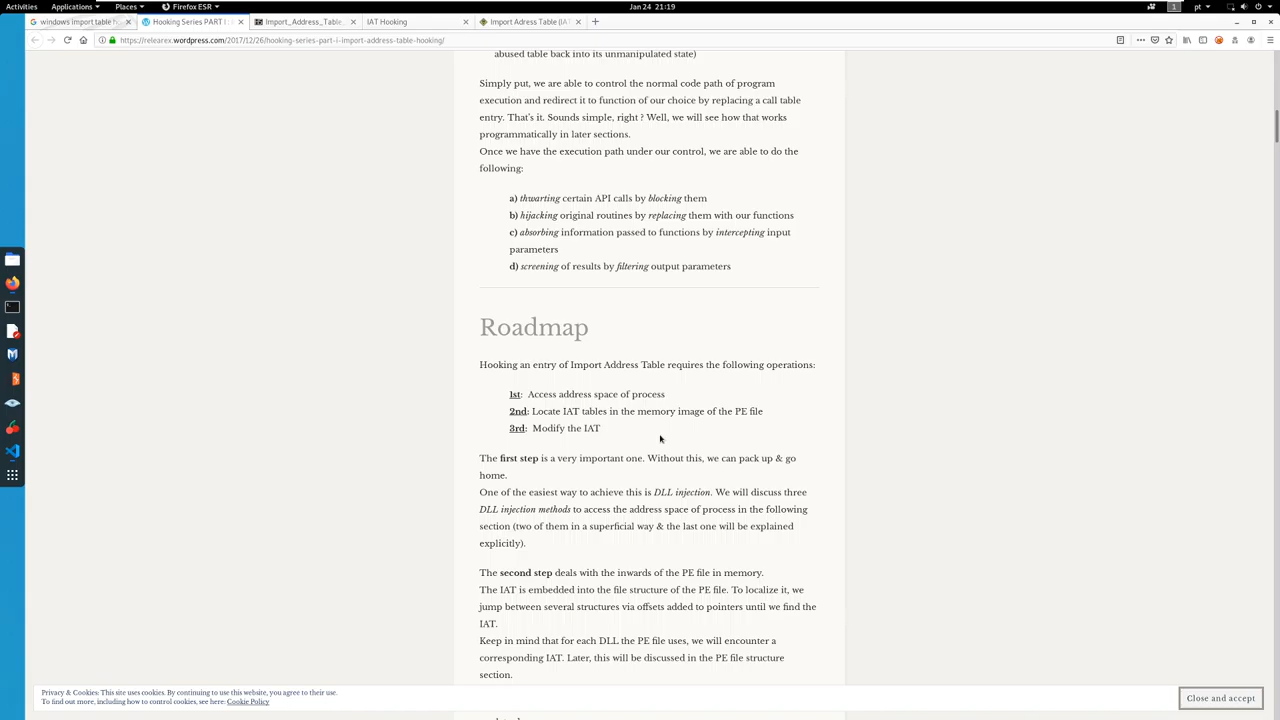 Activities Applications Places Firefox ESR Jan 24 21:19 1 pt
windows import table h Hooking Series PART I : Import_Address_Table_ IAT Hooking Import Adress Table (IAT
https://relearex.wordpress.com/2017/12/26/hooking-series-part-i-import-address-table-hooking/
abused table back into its unmanipulated state)
Simply put, we are able to control the normal code path of program
execution and redirect it to function of our choice by replacing a call table
entry. That's it. Sounds simple, right ? Well, we will see how that works
programmatically in later sections.
Once we have the execution path under our control, we are able to do the
following:
a) thwarting certain API calls by blocking them
b) hijacking original routines by replacing them with our functions
c) absorbing information passed to functions by intercepting input
parameters
d) screening of results by filtering output parameters
Roadmap
Hooking an entry of Import Address Table requires the following operations:
1st: Access address space of process
2nd: Locate IAT tables in the memory image of the PE file
3rd: Modify the IAT
The first step is a very important one. Without this, we can pack up & go
home.
One of the easiest way to achieve this is DLL injection. We will discuss three
DLL injection methods to access the address space of process in the following
section (two of them in a superficial way & the last one will be explained
explicitly).
The second step deals with the inwards of the PE file in memory.
The IAT is embedded into the file structure of the PE file. To localize it, we
jump between several structures via offsets added to pointers until we find the
IAT.
Keep in mind that for each DLL the PE file uses, we will encounter a
corresponding IAT. Later, this will be discussed in the PE file structure
section.
Privacy & Cookies: This site uses cookies. By continuing to use this website, you agree to their use.
To find out more, including how to control cookies, see here: Cookie Policy
Close and accept